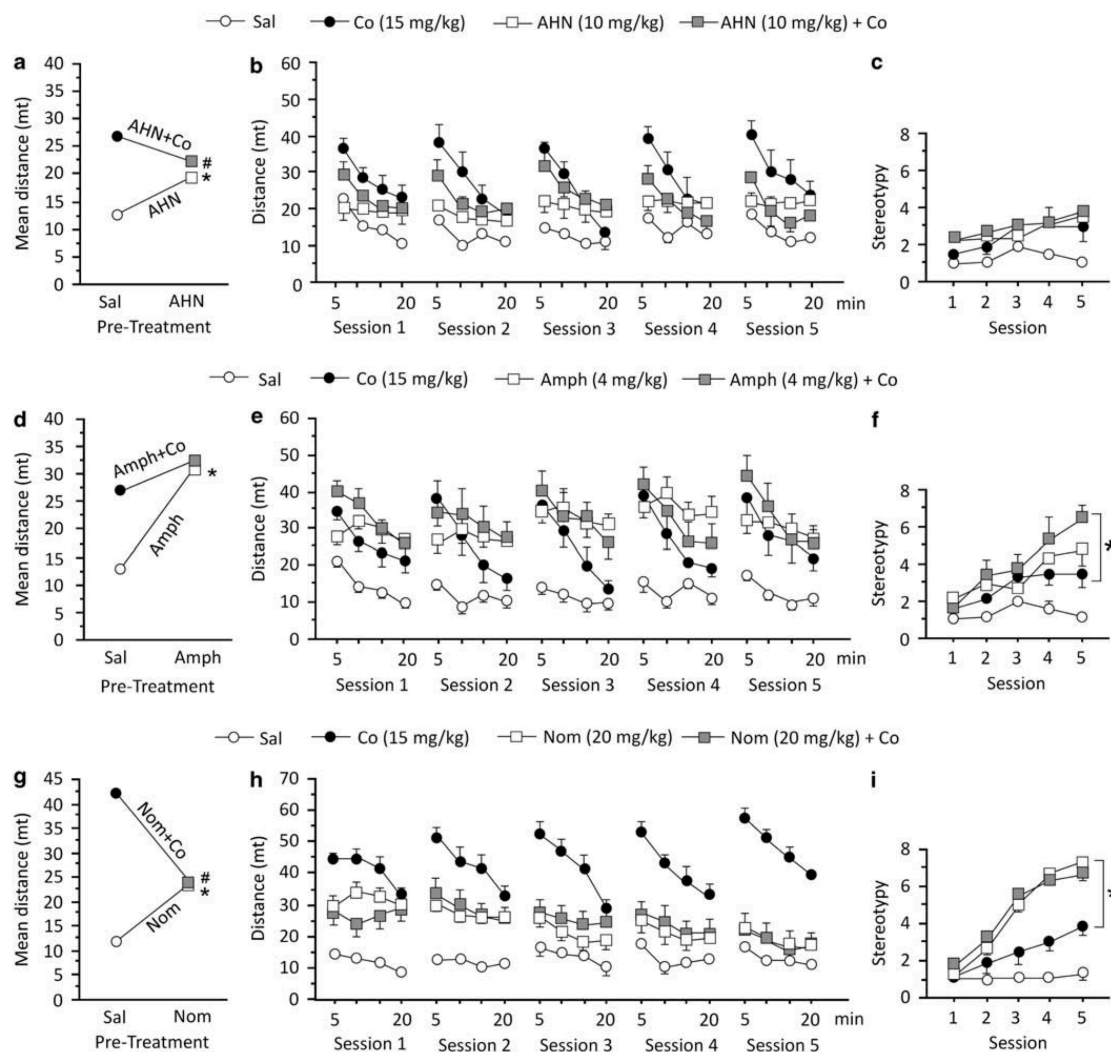 Sal Co (15 mg/kg) AHN (10 mg/kg) AHN (10 mg/kg) + Co
a
Mean distance (mt)
40
35
30
25
20
15
10
5
0
AHN+Co
AHN
#
*
Sal AHN
Pre-Treatment
b
Distance (mt)
60
50
40
30
20
10
0
5 20 5 20 5 20 5 20 5 20 min
Session 1 Session 2 Session 3 Session 4 Session 5
c
Stereotypy
8
6
4
2
0
1 2 3 4 5
Session
Sal Co (15 mg/kg) Amph (4 mg/kg) Amph (4 mg/kg) + Co
d
Mean distance (mt)
40
35
30
25
20
15
10
5
0
Amph+Co
Amph
*
Sal Amph
Pre-Treatment
e
Distance (mt)
60
50
40
30
20
10
0
5 20 5 20 5 20 5 20 5 20 min
Session 1 Session 2 Session 3 Session 4 Session 5
f
Stereotypy
8
6
4
2
0
*
1 2 3 4 5
Session
Sal Co (15 mg/kg) Nom (20 mg/kg) Nom (20 mg/kg) + Co
g
Mean distance (mt)
45
40
35
30
25
20
15
10
5
0
Nom+Co
Nom
#
*
Sal Nom
Pre-Treatment
h
Distance (mt)
70
60
50
40
30
20
10
0
5 20 5 20 5 20 5 20 5 20 min
Session 1 Session 2 Session 3 Session 4 Session 5
i
Stereotypy
8
6
4
2
0
*
1 2 3 4 5
Session